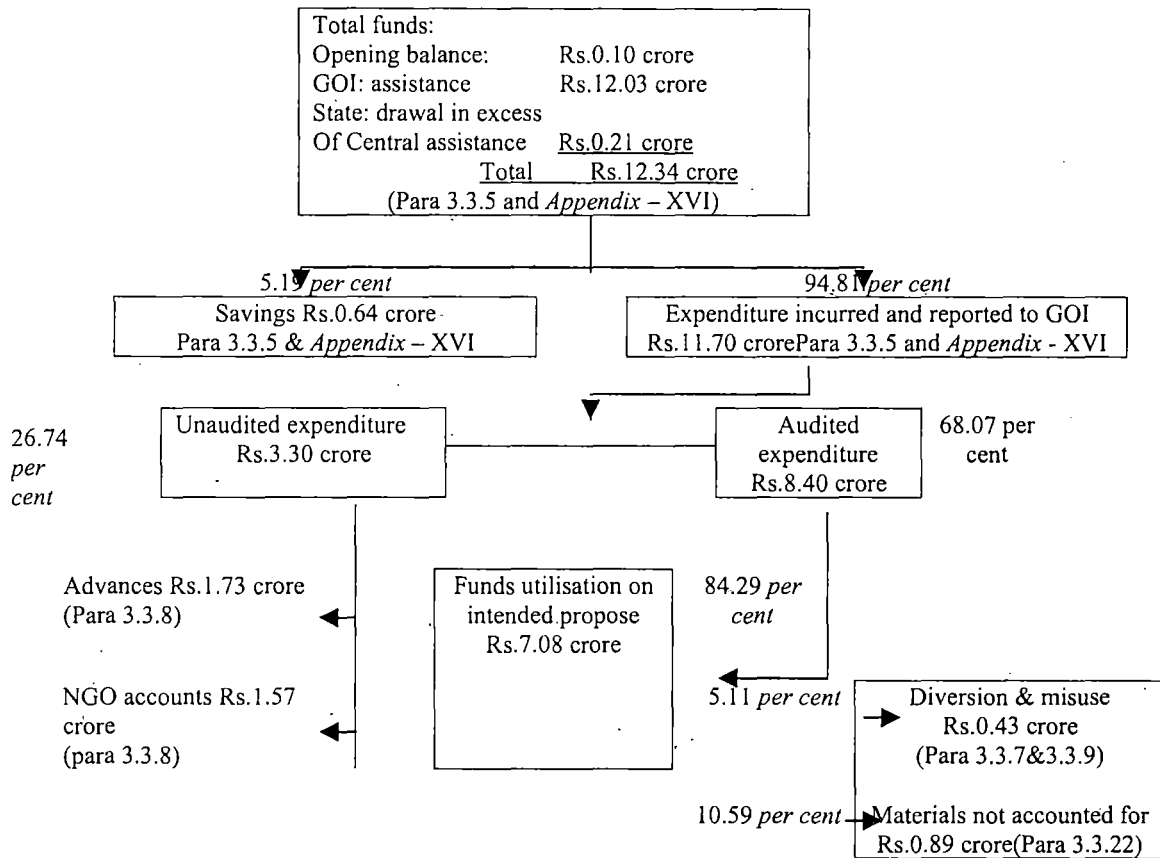 Total funds:
Opening balance: Rs.0.10 crore
GOI: assistance Rs.12.03 crore
State: drawal in excess
Of Central assistance Rs.0.21 crore
Total Rs.12.34 crore
(Para 3.3.5 and Appendix – XVI)
5.19 per cent
94.81 per cent
Savings Rs.0.64 crore
Para 3.3.5 & Appendix – XVI
Expenditure incurred and reported to GOI
Rs.11.70 crorePara 3.3.5 and Appendix - XVI
26.74
per
cent
Unaudited expenditure
Rs.3.30 crore
Audited
expenditure
Rs.8.40 crore
68.07 per
cent
Advances Rs.1.73 crore
(Para 3.3.8)
NGO accounts Rs.1.57
crore
(para 3.3.8)
Funds utilisation on
intended propose
Rs.7.08 crore
84.29 per
cent
5.11 per cent
Diversion & misuse
Rs.0.43 crore
(Para 3.3.7&3.3.9)
10.59 per cent
Materials not accounted for
Rs.0.89 crore(Para 3.3.22)